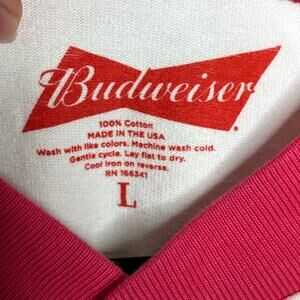 Budweiser
100% Cotton
MADE IN THE USA
Wash with like colors. Machine wash cold.
Gentle cycle. Lay flat to dry.
Cool iron on reverse.
RN 166341
L